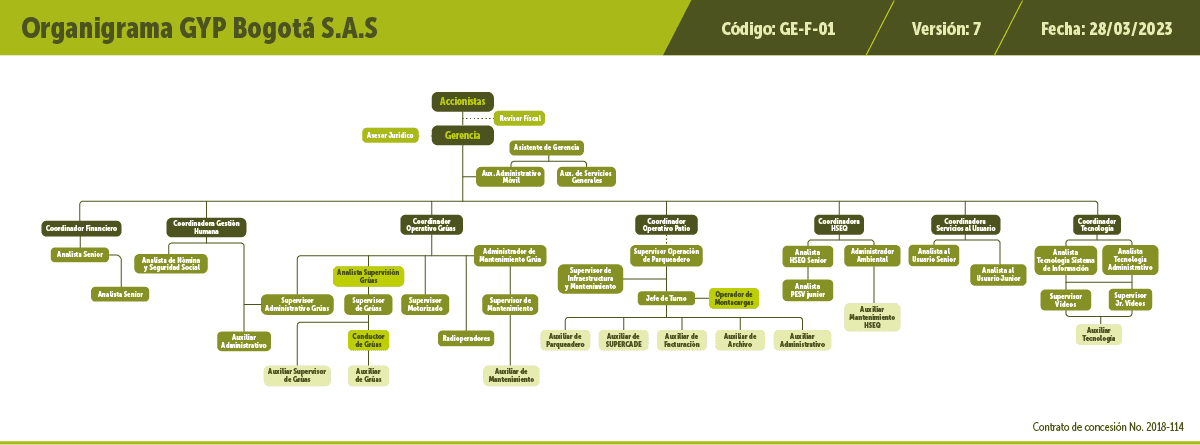 Organigrama GYP Bogotá S.A.S
Código: GE-F-01
Versión: 7
Fecha: 28/03/2023
Accionistas
Revisor Fiscal
Asesor Jurídico
Gerencia
Asistente de Gerencia
Aux. Administrativo
Móvil
Aux. de Servicios
Generales
Coordinador Financiero
Coordinadora Gestión
Humana
Coordinador
Operativo Grúas
Coordinador
Operativo Patio
Coordinadora
HSEQ
Coordinadora
Servicios al Usuario
Coordinador
Tecnología
Analista Senior
Analista Senior
Analista de Nómina
y Seguridad Social
Auxiliar
Administrativo
Supervisor
Administrativo Grúas
Analista Supervisión
Grúas
Supervisor
de Grúas
Supervisor
Motorizado
Administrador de
Mantenimiento Grúa
Supervisor de
Mantenimiento
Conductor
de Grúas
Radioperadores
Auxiliar Supervisor
de Grúas
Auxiliar
de Grúas
Auxiliar de
Mantenimiento
Supervisor Operación
de Parqueadero
Supervisor de
Infraestructura
y Mantenimiento
Jefe de Turno
Operador de
Montacargas
Auxiliar de
Parqueadero
Auxiliar de
SUPERCADE
Auxiliar de
Facturación
Auxiliar de
Archivo
Auxiliar
Administrativo
Analista
HSEQ Senior
Analista
PESV junior
Administrador
Ambiental
Auxiliar
Mantenimiento
HSEQ
Analista al
Usuario Senior
Analista al
Usuario Junior
Analista
Tecnología Sistema
de Información
Analista
Tecnología
Administrativo
Supervisor
Videos
Supervisor
Jr. Videos
Auxiliar
Tecnología
Contrato de concesión No. 2018-114